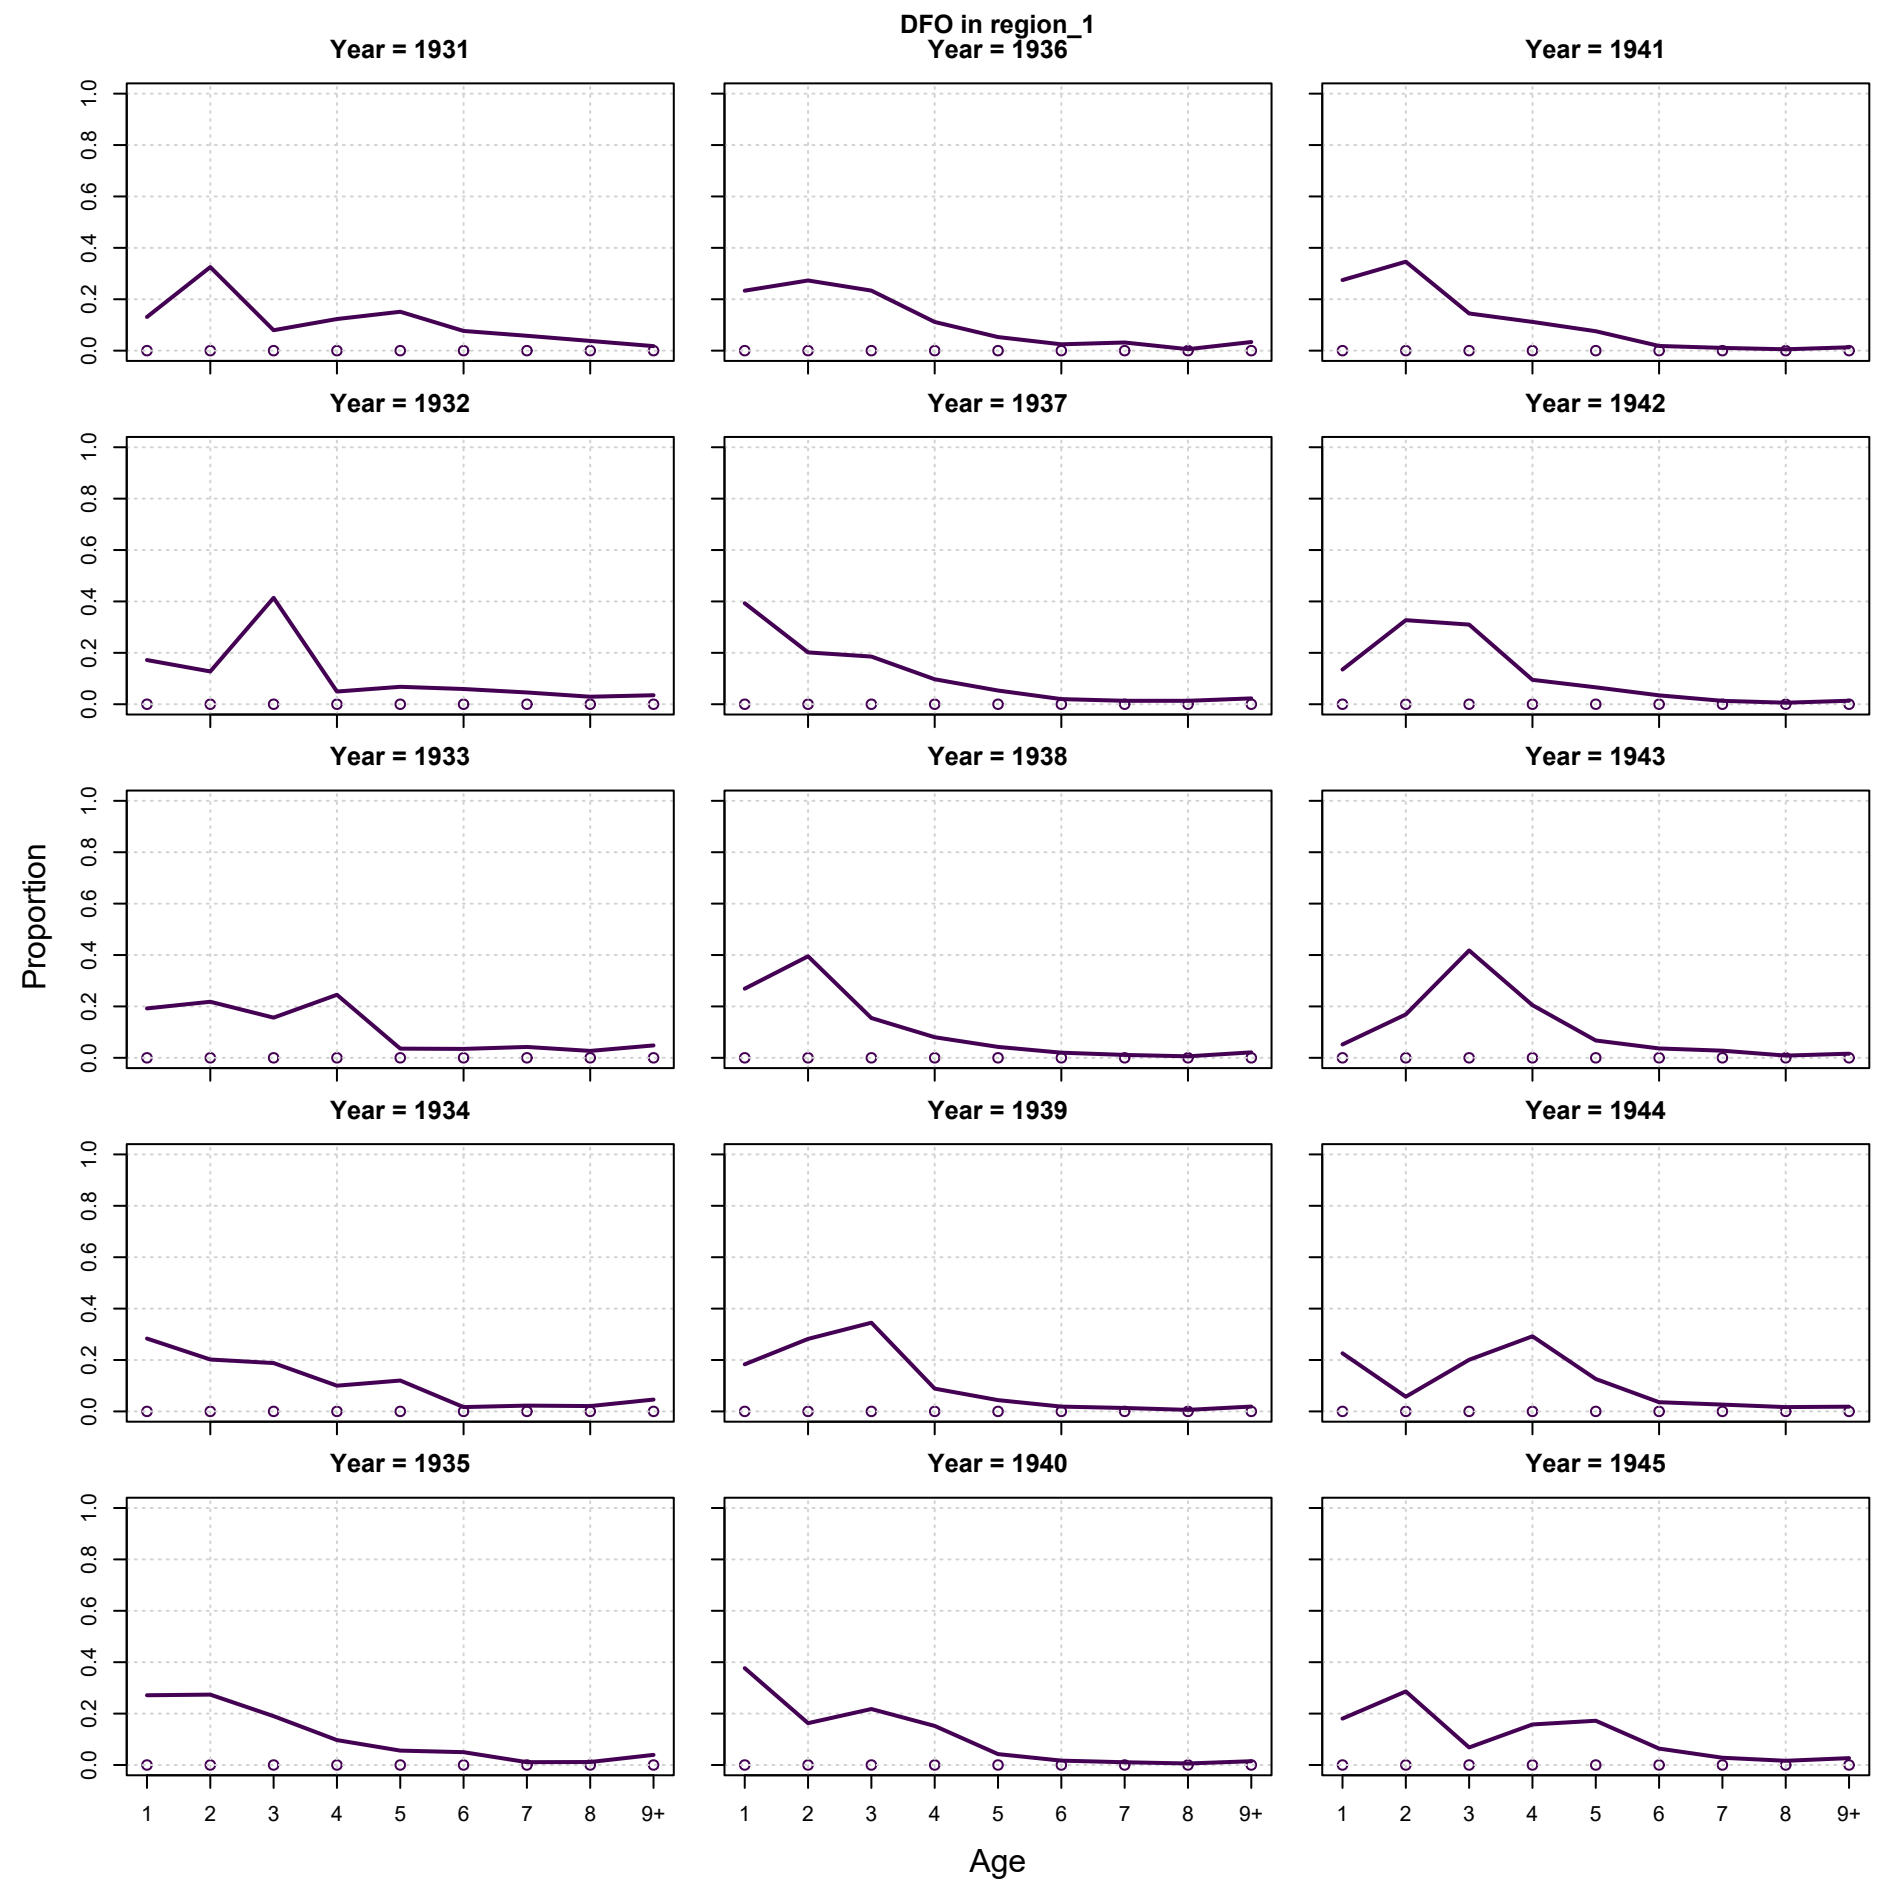 DFO in region_1
Year = 1931
Year = 1936
Year = 1941
0.0 0.2 0.4 0.6 0.8 1.0
Year = 1932
Year = 1937
Year = 1942
0.0 0.2 0.4 0.6 0.8 1.0
Year = 1933
Year = 1938
Year = 1943
0.0 0.2 0.4 0.6 0.8 1.0
Proportion
Year = 1934
Year = 1939
Year = 1944
0.0 0.2 0.4 0.6 0.8 1.0
Year = 1935
Year = 1940
Year = 1945
0.0 0.2 0.4 0.6 0.8 1.0
1 2 3 4 5 6 7 8 9+
1 2 3 4 5 6 7 8 9+
1 2 3 4 5 6 7 8 9+
Age